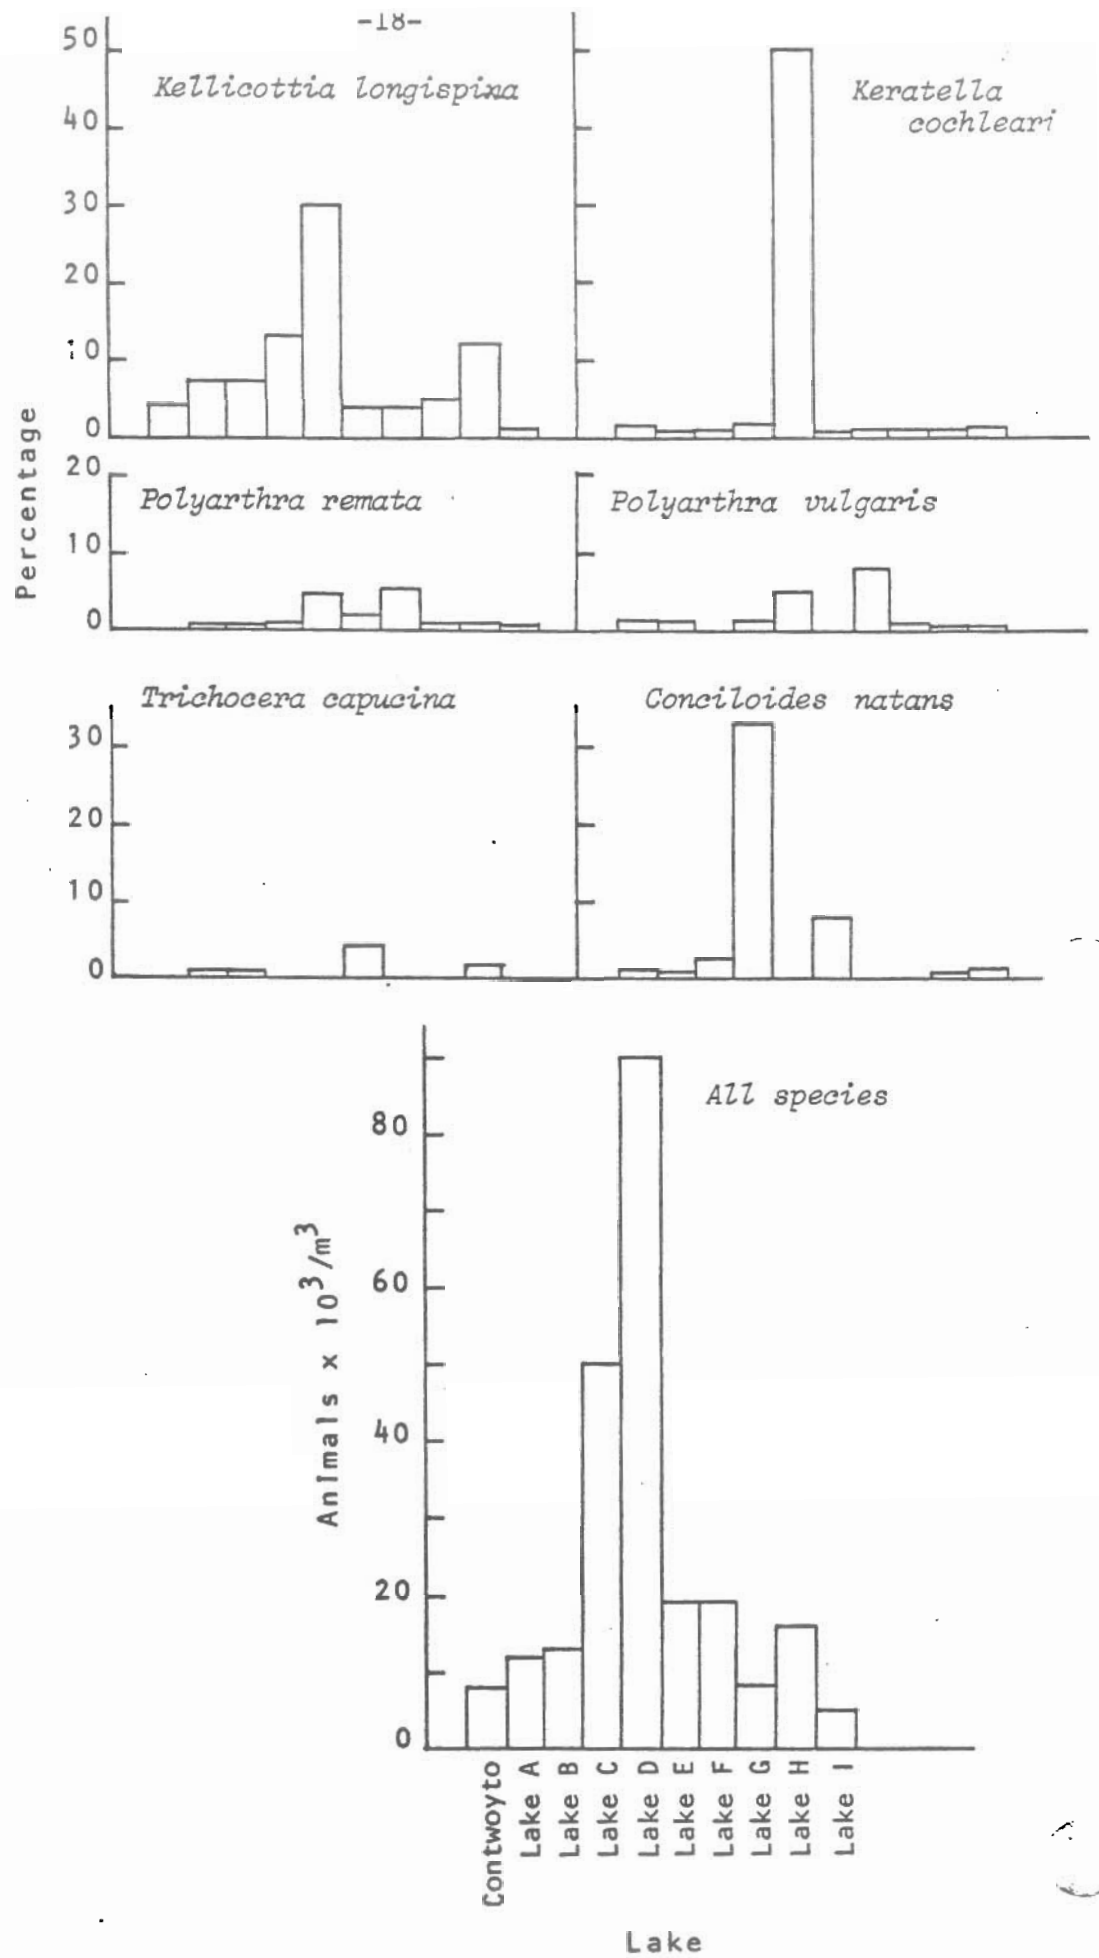 -18-
50
40
30
20
10
0
Kellicottia longispina
Keratella
cochleari
Percentage
20
10
0
Polyarthra remata
Polyarthra vulgaris
Trichocera capucina
Conciloides natans
30
20
10
0
All species
Animals x 10³/m³
80
60
40
20
0
Contwoyto
Lake A
Lake B
Lake C
Lake D
Lake E
Lake F
Lake G
Lake H
Lake I
Lake